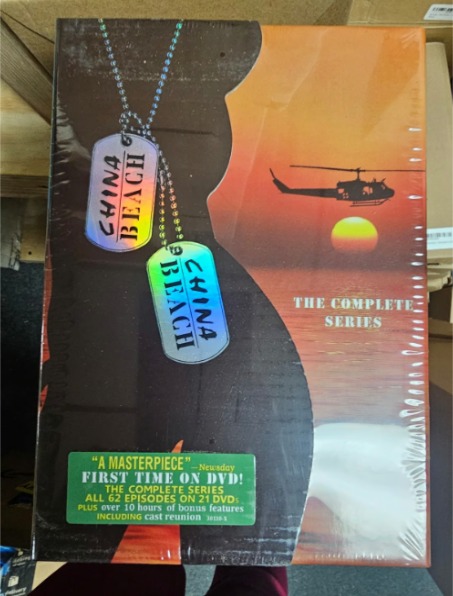 CHINA
BEACH
CHINA
BEACH
THE COMPLETE
SERIES
"A MASTERPIECE" —Newsday
FIRST TIME ON DVD!
THE COMPLETE SERIES
ALL 62 EPISODES ON 21 DVDs
PLUS over 10 hours of bonus features
INCLUDING cast reunion